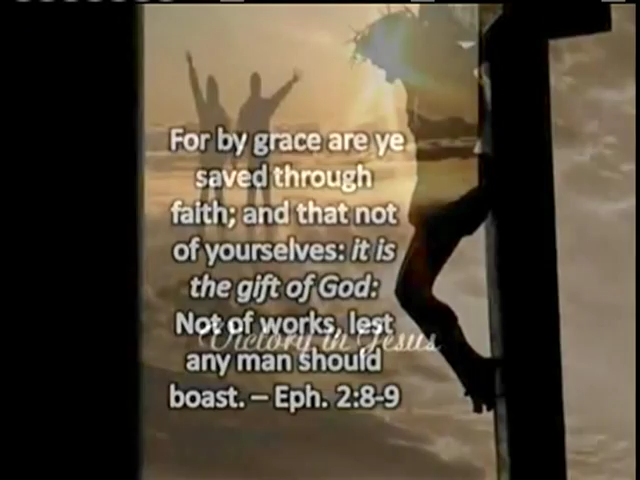 For by grace are ye
saved through
faith; and that not
of yourselves: it is
the gift of God:
Not of works, lest
Victory in Jesus
any man should
boast. – Eph. 2:8-9